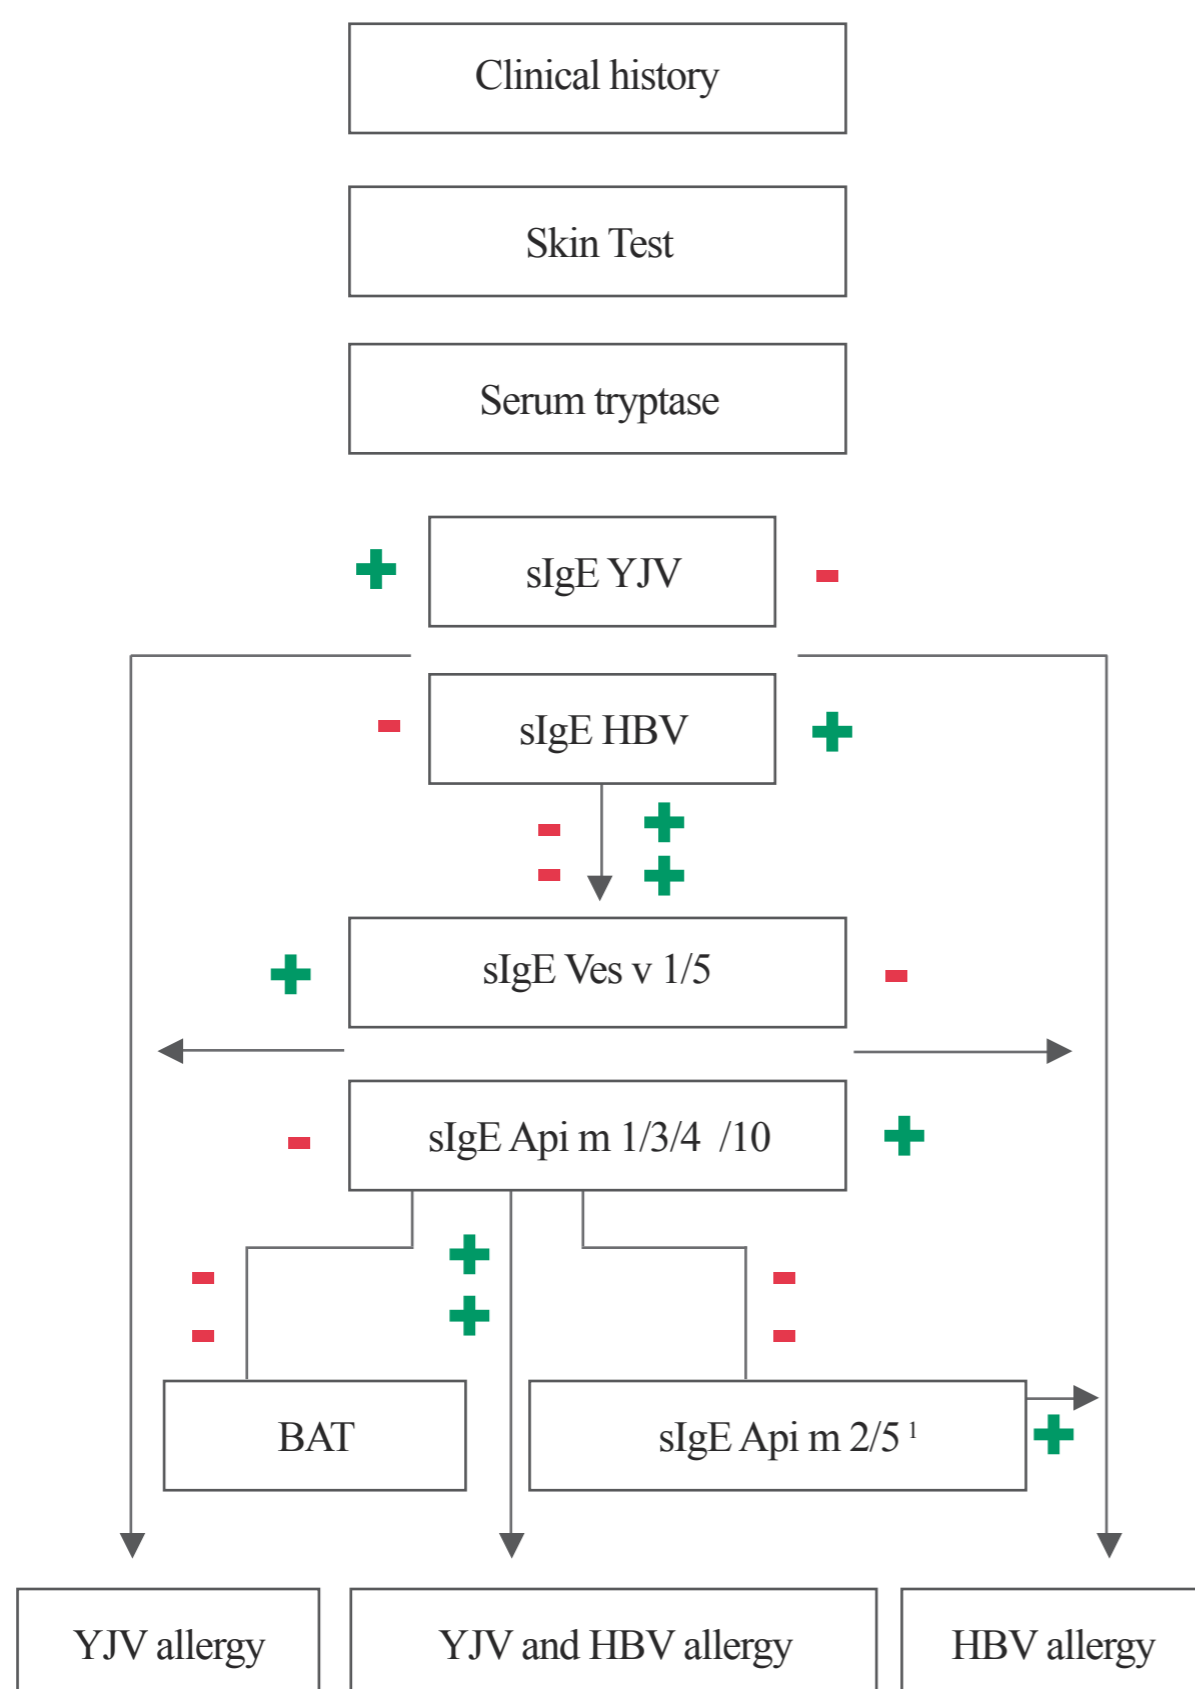 Clinical history
Skin Test
Serum tryptase
+ sIgE YJV -
- sIgE HBV +
- +
- +
+ sIgE Ves v 1/5 -
- sIgE Api m 1/3/4 /10 +
- + -
- + -
BAT
sIgE Api m 2/5 ¹ +
YJV allergy
YJV and HBV allergy
HBV allergy